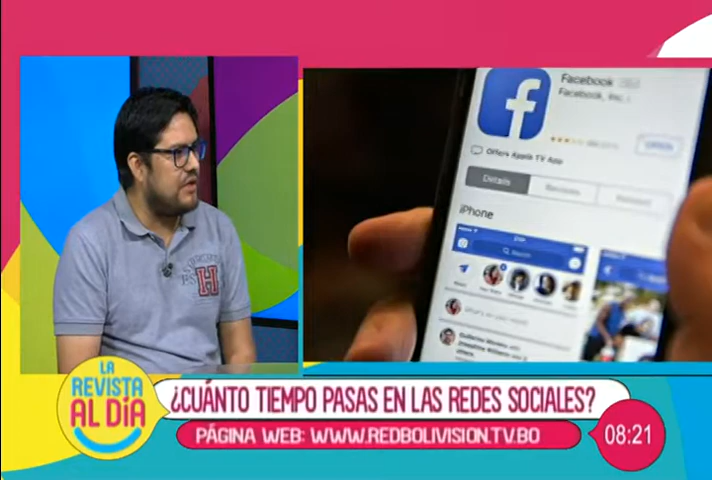 Facebook
Facebook, Inc.
Offers Apple TV App
Details
Reviews
iPhone
Search
H
LA
REVISTA
AL DÍA
¿CUÁNTO TIEMPO PASAS EN LAS REDES SOCIALES?
PÁGINA WEB: WWW.REDBOLIVISION.TV.BO
08:21